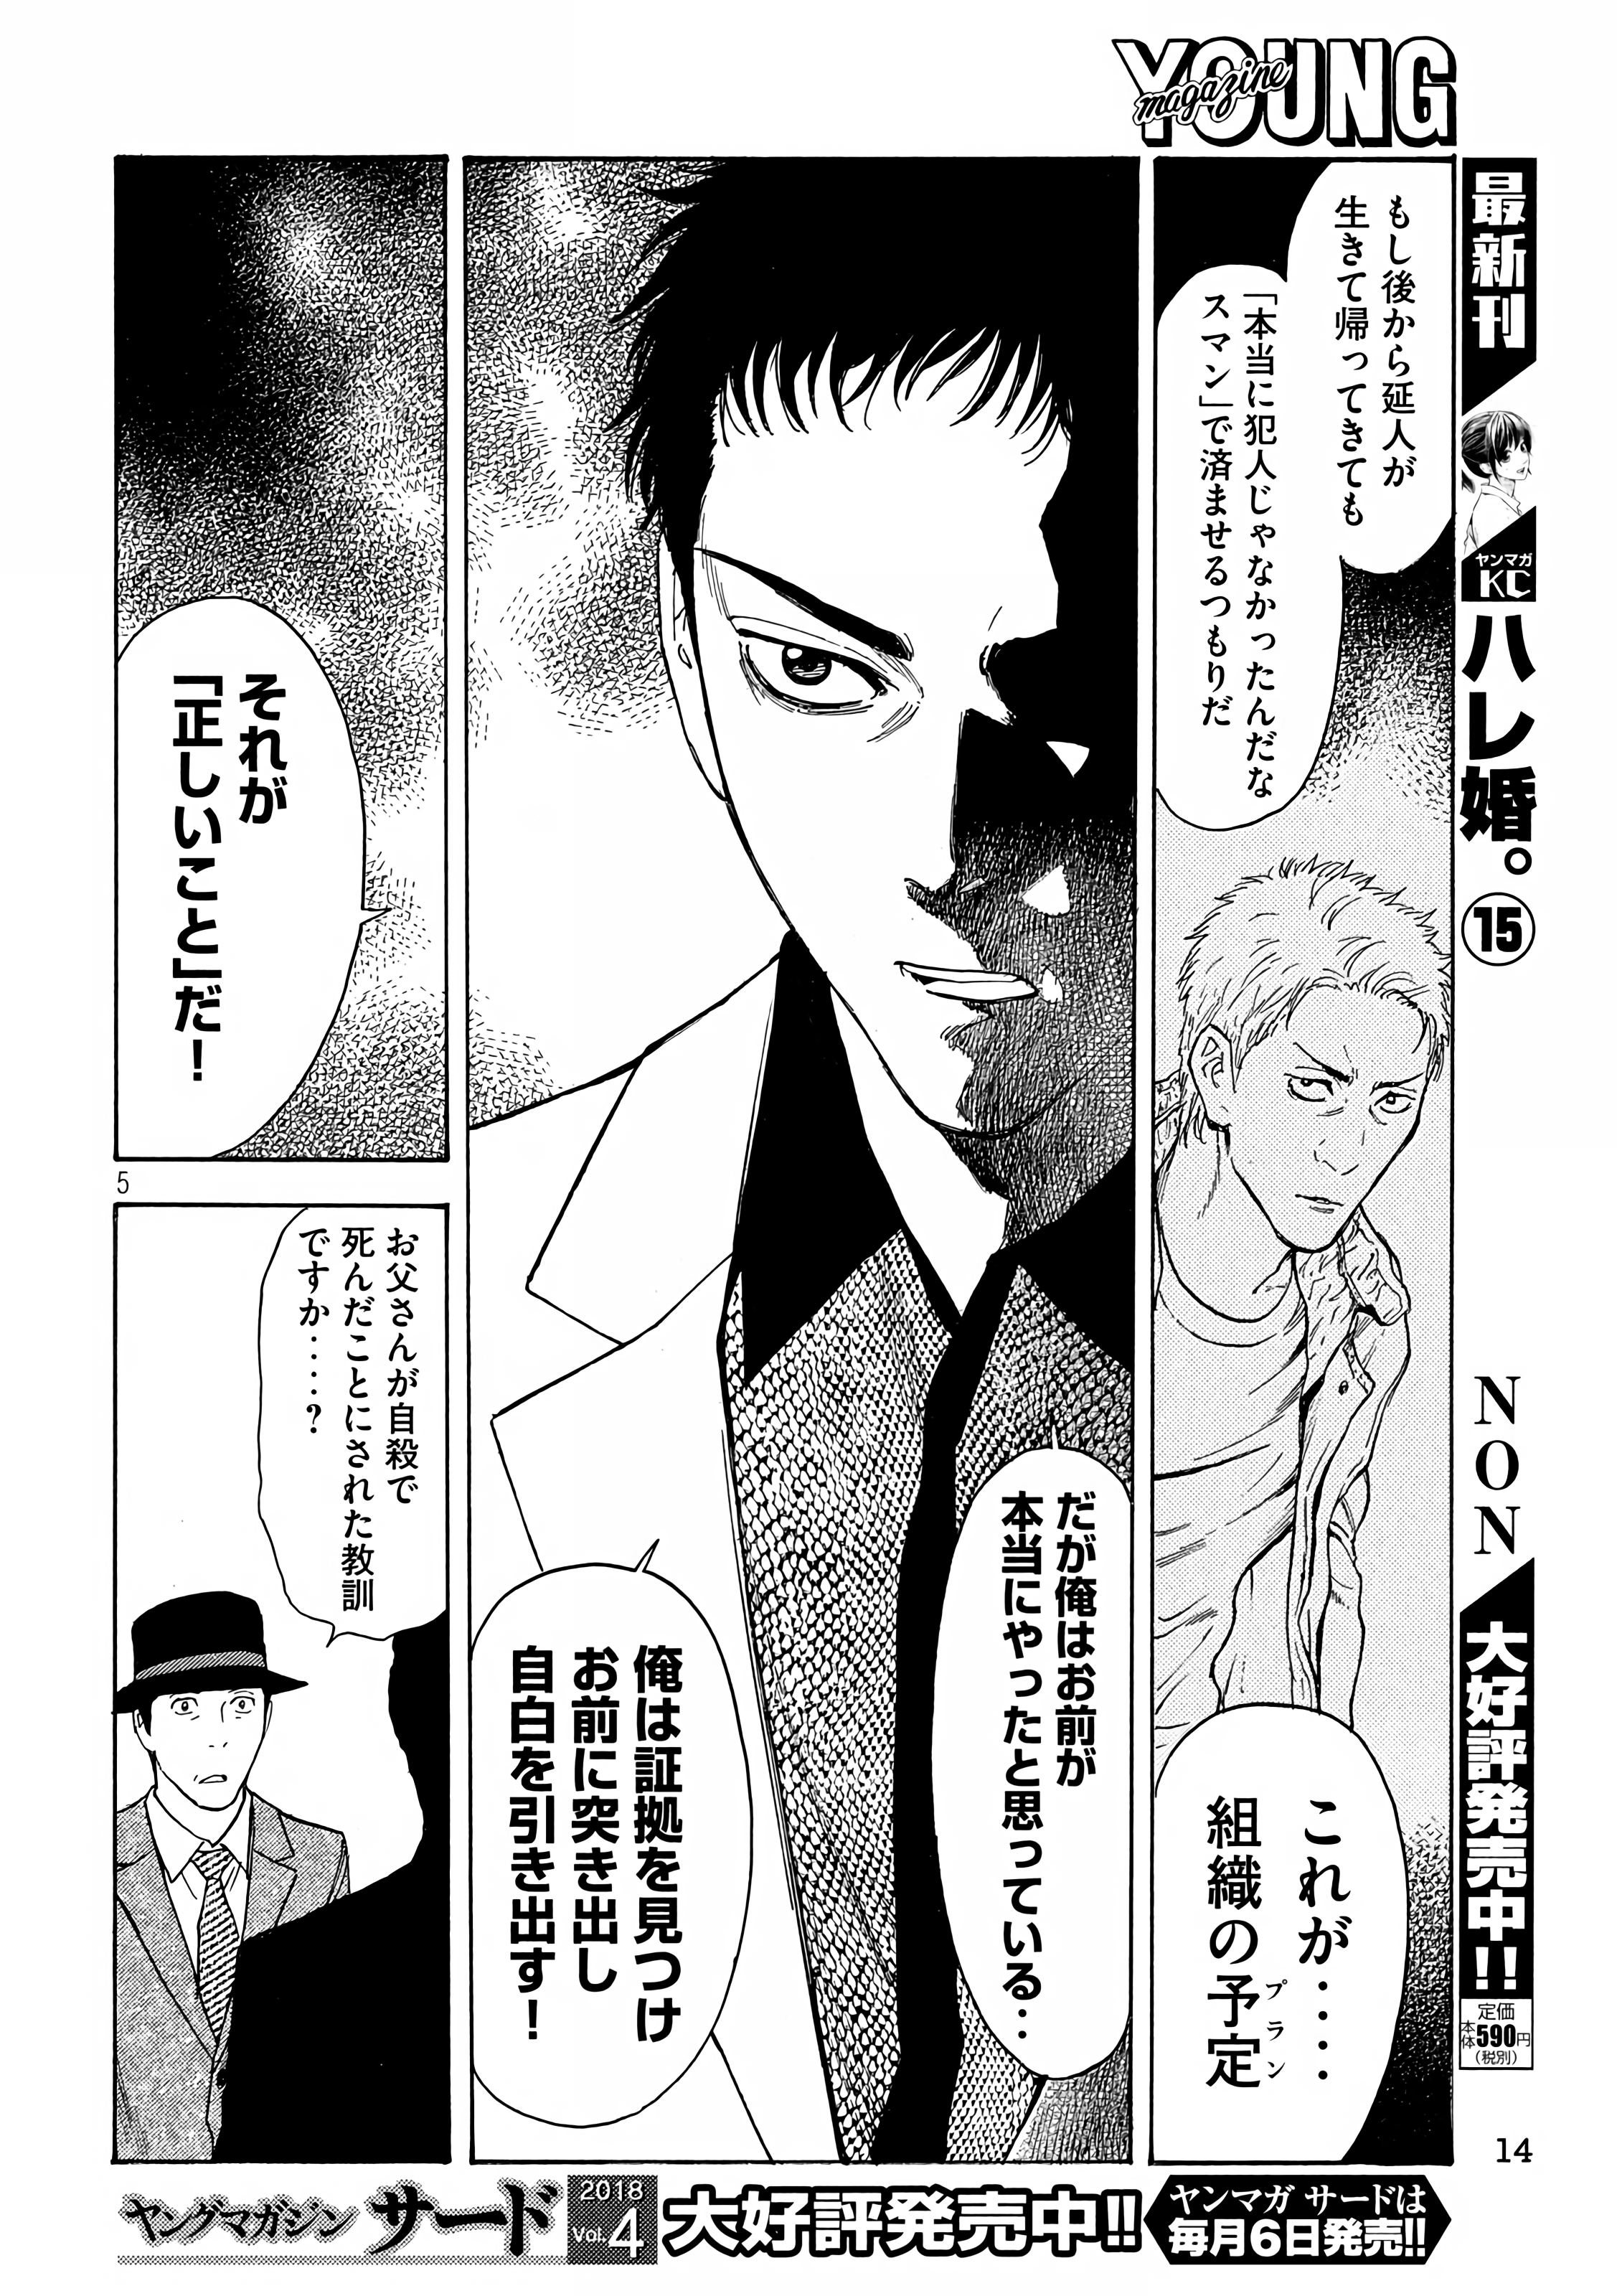 YOUNG
magazine
最新刊
ヤンマガ
KC
ハレ婚。⑮
NON
大好評発売中!!
定価
本体590円
(税別)
もし後から延人が
生きて帰ってきても
「本当に犯人じゃなかったんだな
スマン」で済ませるつもりだ
これが‥‥
組織の予定
プラン
だが俺はお前が
本当にやったと思っている‥
俺は証拠を見つけ
お前に突き出し
自白を引き出す!
それが
「正しいこと」だ!
5
お父さんが自殺で
死んだことにされた教訓
ですか‥‥?
14
ヤングマガジン サード
2018
Vol.4
大好評発売中!!
ヤンマガ サードは
毎月6日発売!!